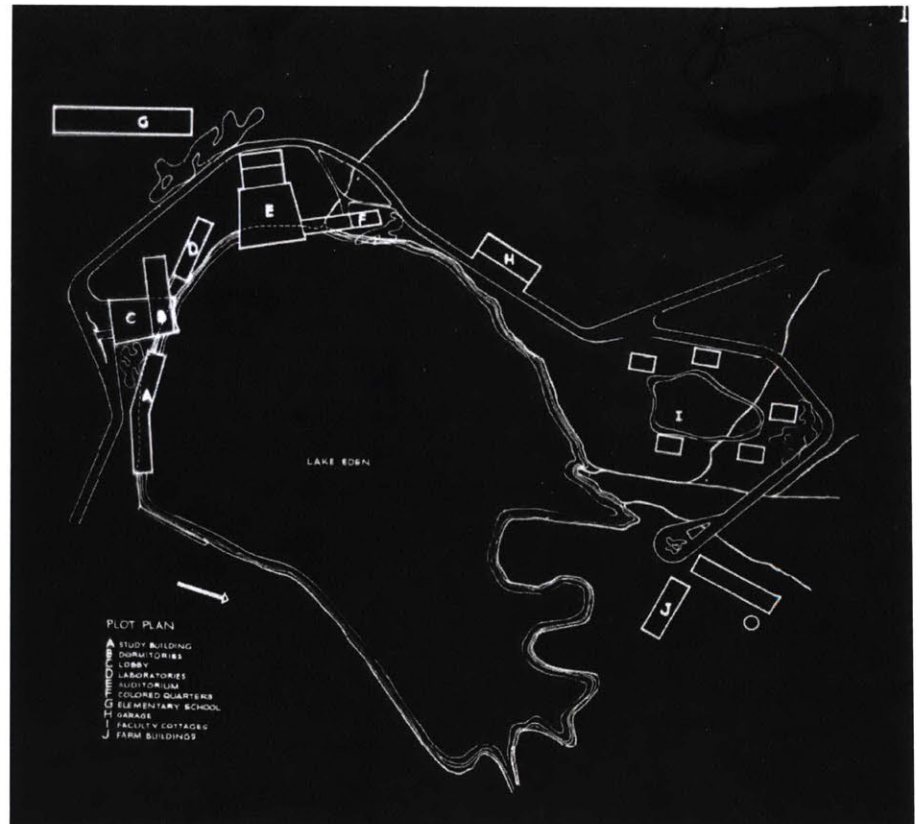 1
G
E
F
D
H
C
B
A
I
LAKE EDEN
J
PLOT PLAN
A STUDY BUILDING
B DORMITORIES
C LOBBY
D LABORATORIES
E AUDITORIUM
F COLORED QUARTERS
G ELEMENTARY SCHOOL
H GARAGE
I FACULTY COTTAGES
J FARM BUILDINGS